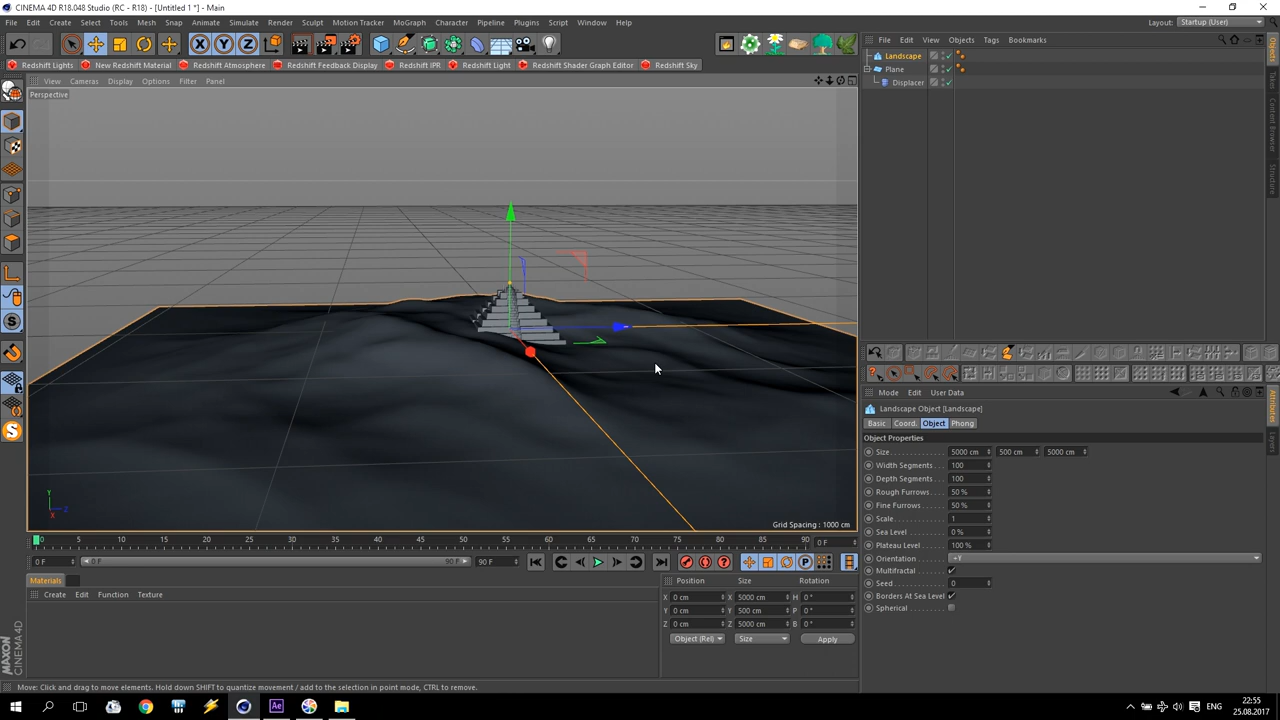 CINEMA 4D R18.048 Studio (RC - R18) - [Untitled 1 *] - Main
File Edit Create Select Tools Mesh Snap Animate Simulate Render Sculpt Motion Tracker MoGraph Character Pipeline Plugins Script Window Help Layout: Startup (User)
X Y Z
File Edit View Objects Tags Bookmarks
Redshift Lights New Redshift Material Redshift Atmosphere Redshift Feedback Display Redshift IPR Redshift Light Redshift Shader Graph Editor Redshift Sky
View Cameras Display Options Filter Panel
Perspective
Landscape
Plane
Displacer
Objects
Takes
Content Browser
Structure
Mode Edit User Data
Landscape Object [Landscape]
Basic Coord. Object Phong
Object Properties
Size 5000 cm 500 cm 5000 cm
Width Segments 100
Depth Segments 100
Rough Furrows 50 %
Fine Furrows 50 %
Scale 1
Sea Level 0 %
Plateau Level 100 %
Orientation +Y
Multifractal
Seed 0
Borders At Sea Level
Spherical
Attributes
Layers
Y
Z
X
Grid Spacing : 1000 cm
0 5 10 15 20 25 30 35 40 45 50 55 60 65 70 75 80 85 90 0 F
0 F 0 F 90 F 90 F
Materials
Create Edit Function Texture
Position Size Rotation
X 0 cm X 5000 cm H 0 °
Y 0 cm Y 500 cm P 0 °
Z 0 cm Z 5000 cm B 0 °
Object (Rel) Size Apply
MAXON CINEMA 4D
Move: Click and drag to move elements. Hold down SHIFT to quantize movement / add to the selection in point mode, CTRL to remove.
Ae ENG 22:55
25.08.2017